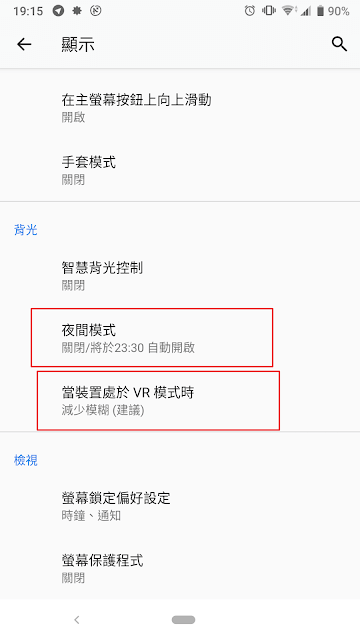 19:15 90%
顯示
在主螢幕按鈕上向上滑動
開啟
手套模式
關閉
背光
智慧背光控制
關閉
夜間模式
關閉/將於23:30 自動開啟
當裝置處於 VR 模式時
減少模糊 (建議)
檢視
螢幕鎖定偏好設定
時鐘、通知
螢幕保護程式
關閉